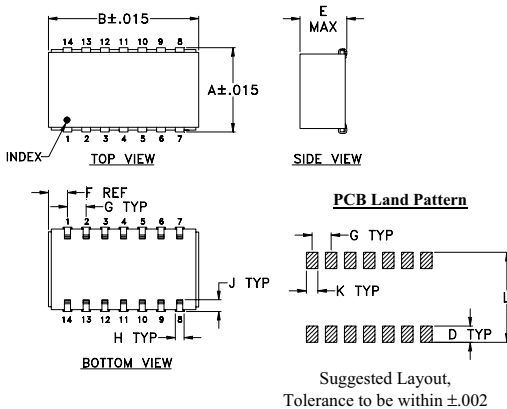 B±.015
14 13 12 11 10 9 8
A±.015
1 2 3 4 5 6 7
INDEX
TOP VIEW
E
MAX
SIDE VIEW
F REF
G TYP
1 2 3 4 5 6 7
J TYP
14 13 12 11 10 9 8
H TYP
BOTTOM VIEW
PCB Land Pattern
G TYP
K TYP
L
D TYP
Suggested Layout,
Tolerance to be within ±.002